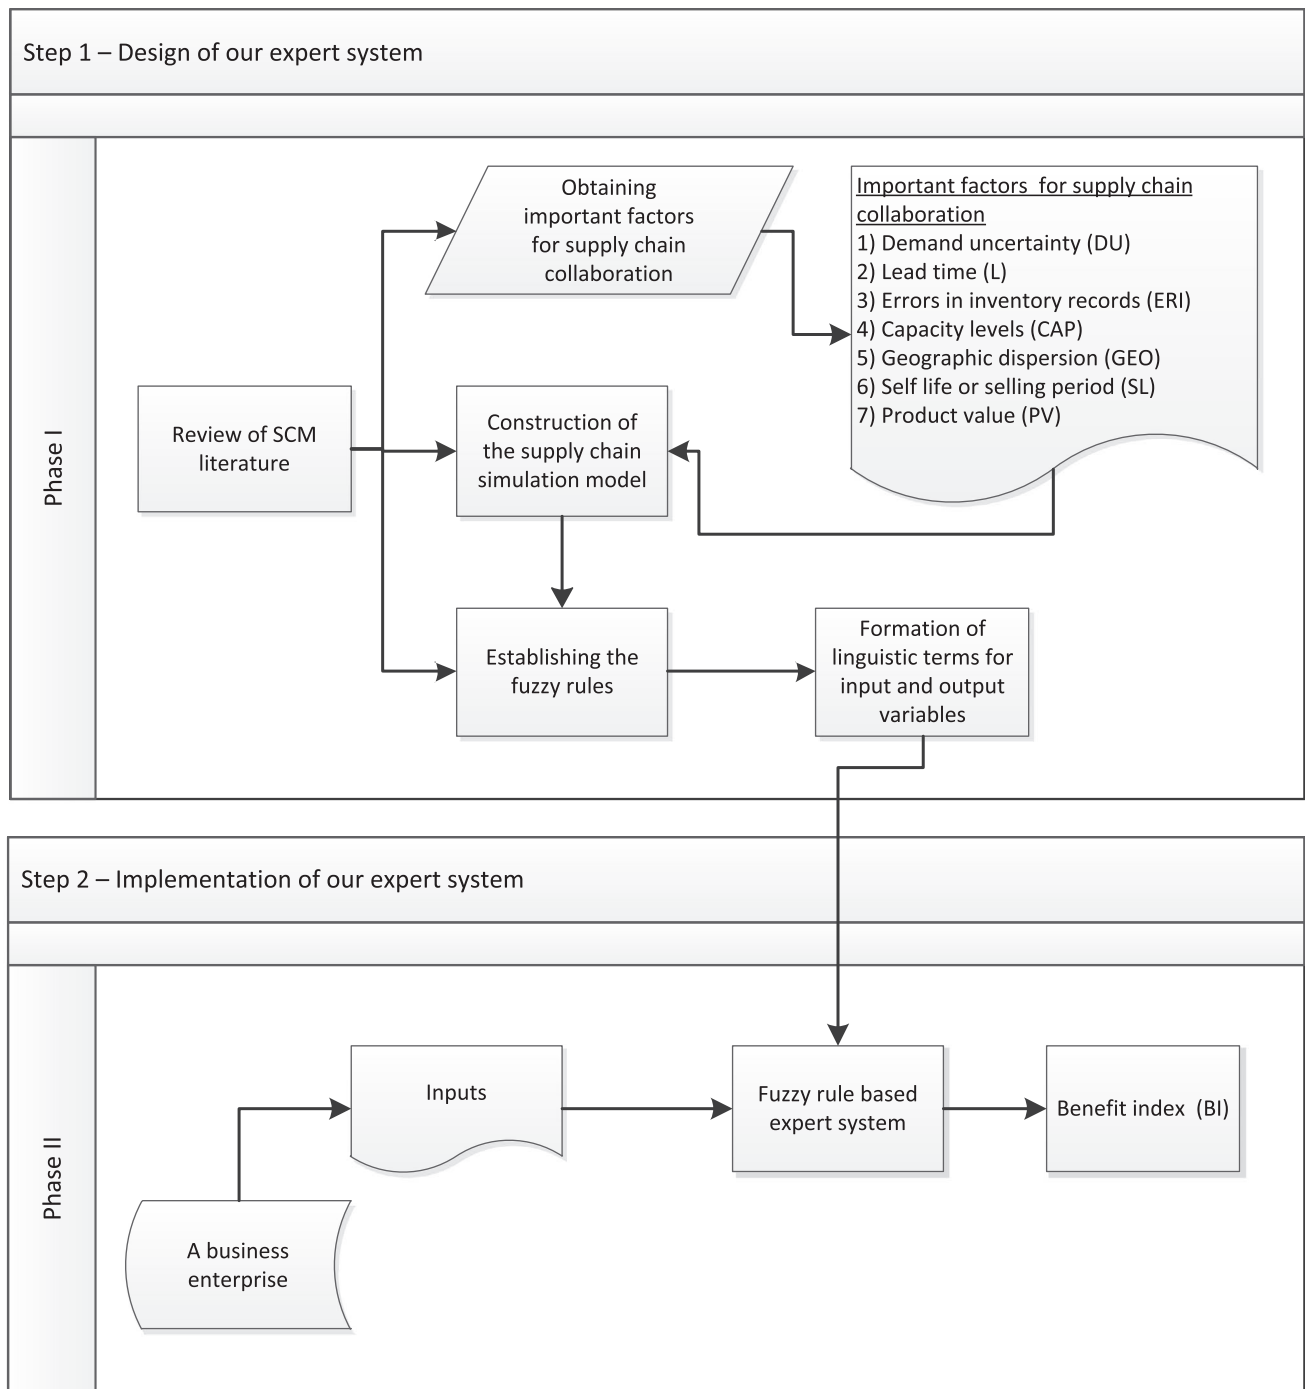 Step 1 – Design of our expert system
Phase I
Obtaining
important factors
for supply chain
collaboration
Important factors  for supply chain
collaboration
1) Demand uncertainty (DU)
2) Lead time (L)
3) Errors in inventory records (ERI)
4) Capacity levels (CAP)
5) Geographic dispersion (GEO)
6) Self life or selling period (SL)
7) Product value (PV)
Review of SCM
literature
Construction of
the supply chain
simulation model
Establishing the
fuzzy rules
Formation of
linguistic terms for
input and output
variables
Step 2 – Implementation of our expert system
Phase II
Inputs
Fuzzy rule based
expert system
Benefit index  (BI)
A business
enterprise